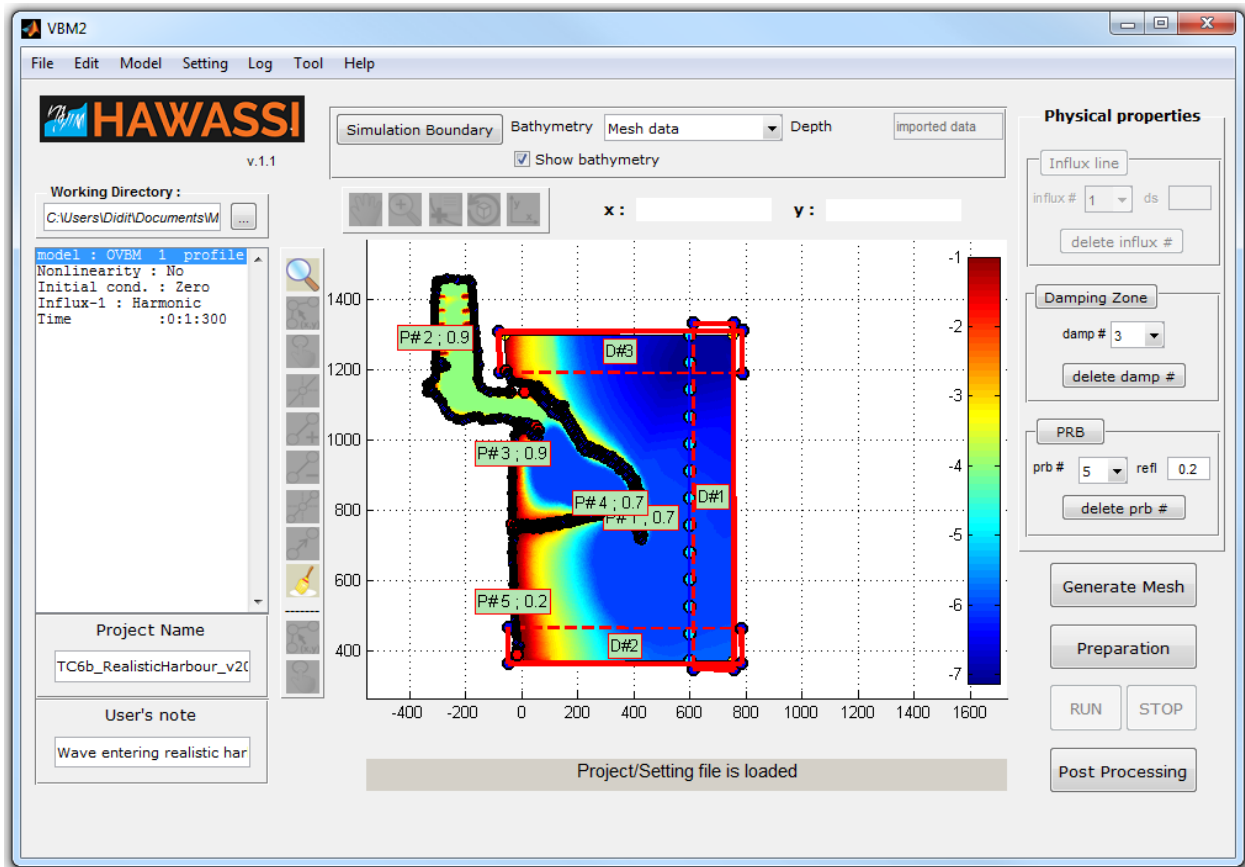 VBM2
File Edit Model Setting Log Tool Help
HAWASSI
v.1.1
Simulation Boundary Bathymetry Mesh data Depth imported data
Show bathymetry
Working Directory :
C:\Users\Didit\Documents\M ...
x : y :
model : OVBM 1 profile
Nonlinearity : No
Initial cond. : Zero
Influx-1 : Harmonic
Time :0:1:300
Project Name
TC6b_RealisticHarbour_v20
User's note
Wave entering realistic har
1400
1200
1000
800
600
400
-400 -200 0 200 400 600 800 1000 1200 1400 1600
P#2 ; 0.9
D#3
P#3 ; 0.9
P#4 ; 0.7
P#1 ; 0.7
D#1
P#5 ; 0.2
D#2
-1
-2
-3
-4
-5
-6
-7
Project/Setting file is loaded
Physical properties
Influx line
influx # 1 ds
delete influx #
Damping Zone
damp # 3
delete damp #
PRB
prb # 5 refl 0.2
delete prb #
Generate Mesh
Preparation
RUN STOP
Post Processing